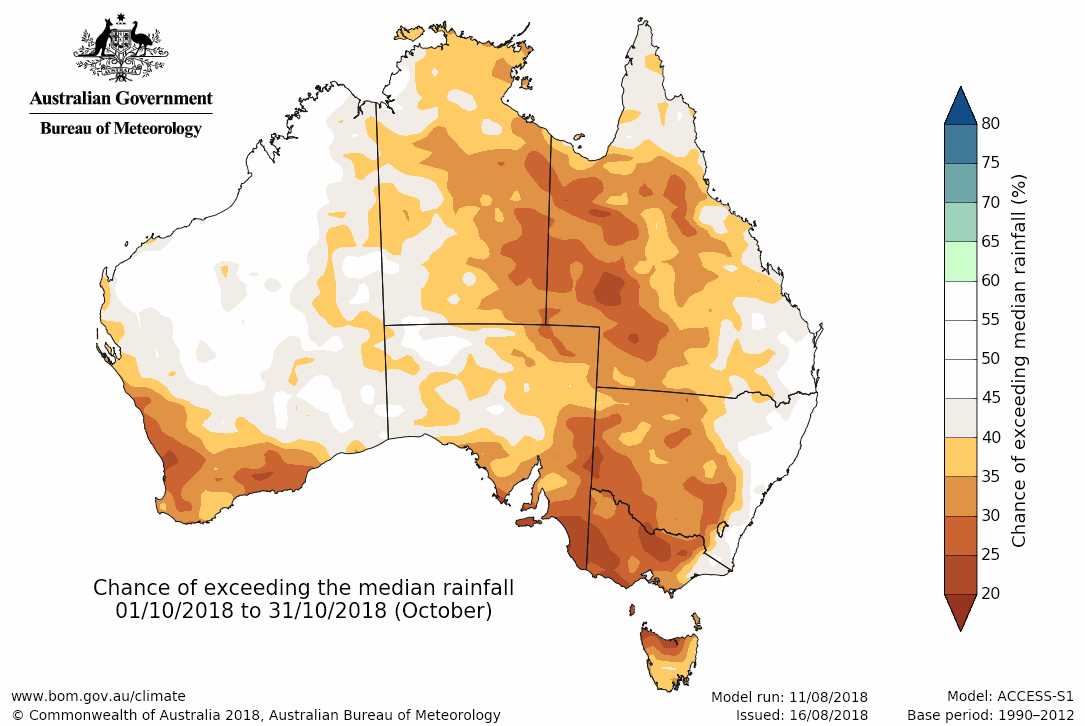 AUSTRALIA
Australian Government
Bureau of Meteorology
80
75
70
65
60
55
50
45
40
35
30
25
20
Chance of exceeding median rainfall (%)
Chance of exceeding the median rainfall
01/10/2018 to 31/10/2018 (October)
www.bom.gov.au/climate
© Commonwealth of Australia 2018, Australian Bureau of Meteorology
Model run: 11/08/2018
Issued: 16/08/2018
Model: ACCESS-S1
Base period: 1990–2012